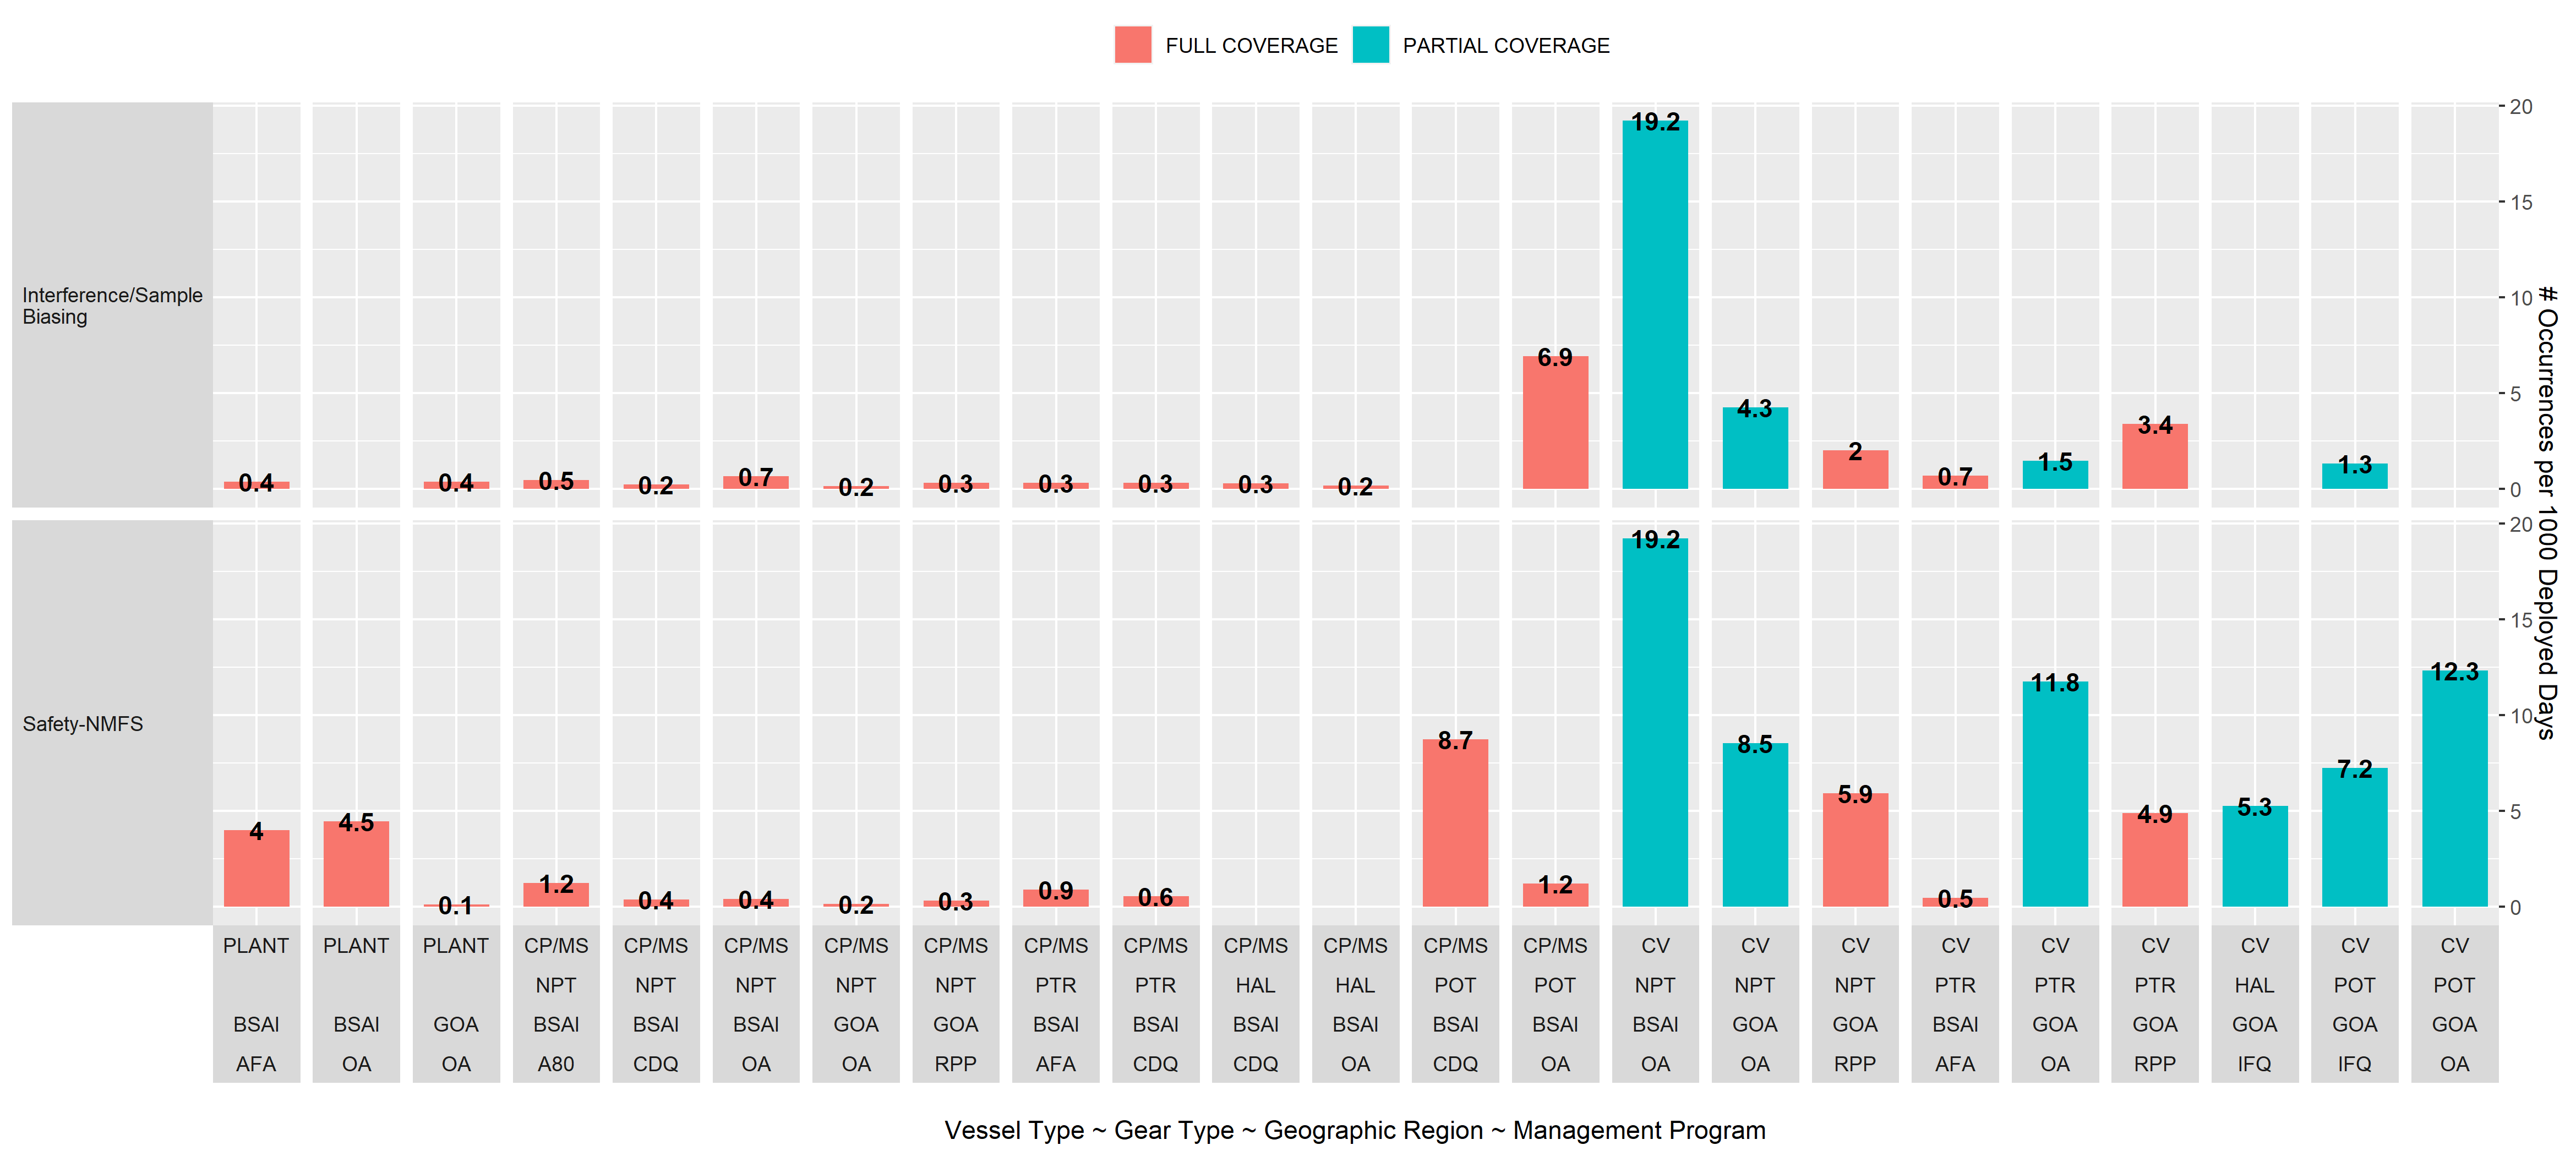 FULL COVERAGE PARTIAL COVERAGE
Interference/Sample
Biasing
0.4 0.4 0.5 0.2 0.7 0.2 0.3 0.3 0.3 0.3 0.2 6.9 19.2 4.3 2 0.7 1.5 3.4 1.3
20
15
10
5
0
Safety-NMFS
4 4.5 0.1 1.2 0.4 0.4 0.2 0.3 0.9 0.6 8.7 1.2 19.2 8.5 5.9 0.5 11.8 4.9 5.3 7.2 12.3
20
15
10
5
0
# Occurrences per 1000 Deployed Days
PLANT PLANT PLANT CP/MS CP/MS CP/MS CP/MS CP/MS CP/MS CP/MS CP/MS CP/MS CP/MS CP/MS CV CV CV CV CV CV CV CV CV
NPT NPT NPT NPT NPT PTR PTR HAL HAL POT POT NPT NPT NPT PTR PTR PTR HAL POT POT
BSAI BSAI GOA BSAI BSAI BSAI GOA GOA BSAI BSAI BSAI BSAI BSAI BSAI BSAI GOA GOA BSAI GOA GOA GOA GOA GOA
AFA OA OA A80 CDQ OA OA RPP AFA CDQ CDQ OA CDQ OA OA OA RPP AFA OA RPP IFQ IFQ OA
Vessel Type ~ Gear Type ~ Geographic Region ~ Management Program